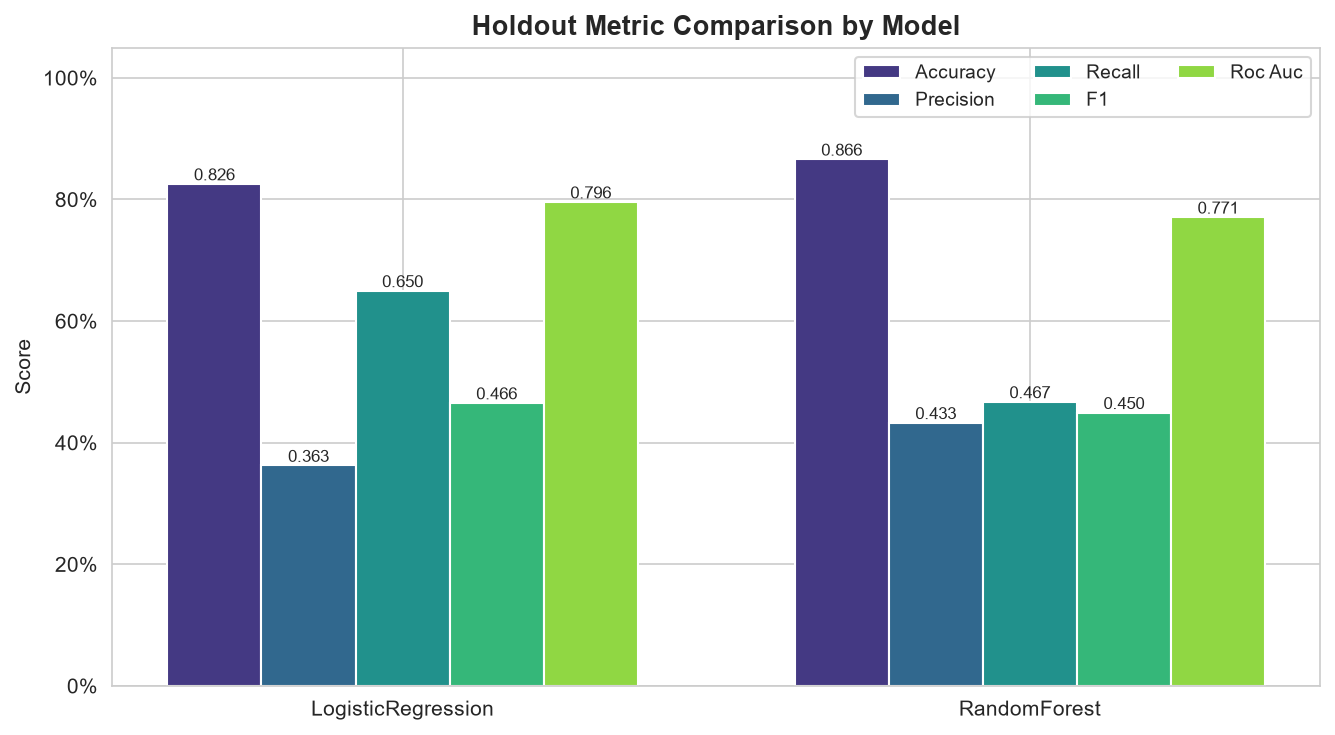 Holdout Metric Comparison by Model
100%
80%
60%
40%
20%
0%
Score
Accuracy
Precision
Recall
F1
Roc Auc
0.826
0.363
0.650
0.466
0.796
0.866
0.433
0.467
0.450
0.771
LogisticRegression
RandomForest